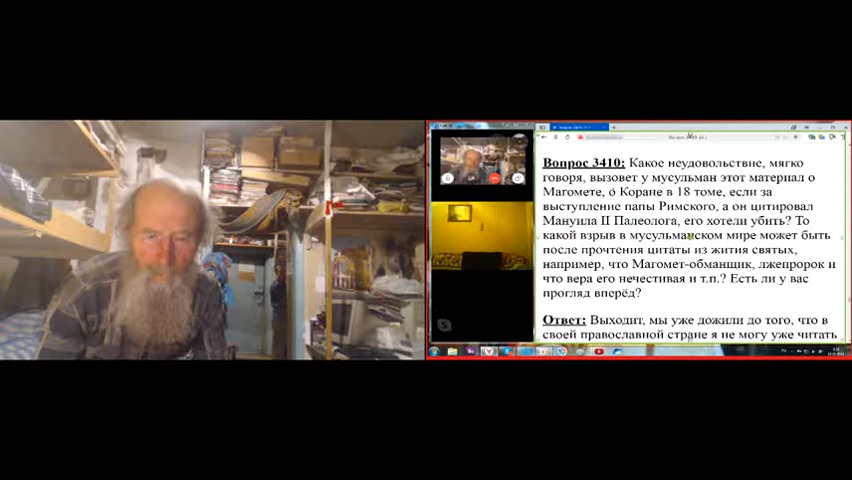 Вопрос 3410: Какое неудовольствие, мягко
говоря, вызовет у мусульман этот материал о
Магомете, о́ Коране в 18 томе, если за
выступление папы Римского, а он цитировал
Мануила II Палеолога, его хотели убить? То
какой взрыв в мусульманском мире может быть
после прочтения цитаты из жития святых,
например, что Магомет-обманщик, лжепророк и
что вера его нечестивая и т.п.? Есть ли у вас
прогляд вперёд?
Ответ: Выходит, мы уже дожили до того, что в
своей православной стране я не могу уже читать